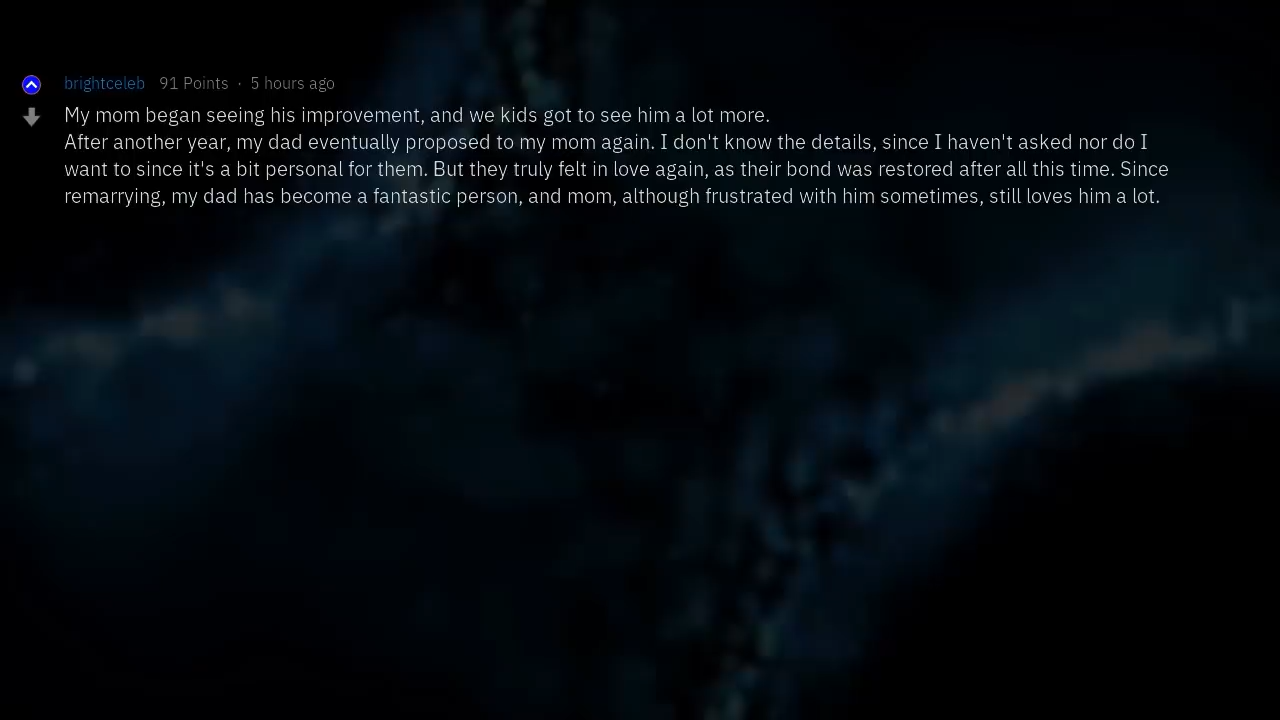 brightceleb 91 Points · 5 hours ago
My mom began seeing his improvement, and we kids got to see him a lot more.
After another year, my dad eventually proposed to my mom again. I don't know the details, since I haven't asked nor do I
want to since it's a bit personal for them. But they truly felt in love again, as their bond was restored after all this time. Since
remarrying, my dad has become a fantastic person, and mom, although frustrated with him sometimes, still loves him a lot.